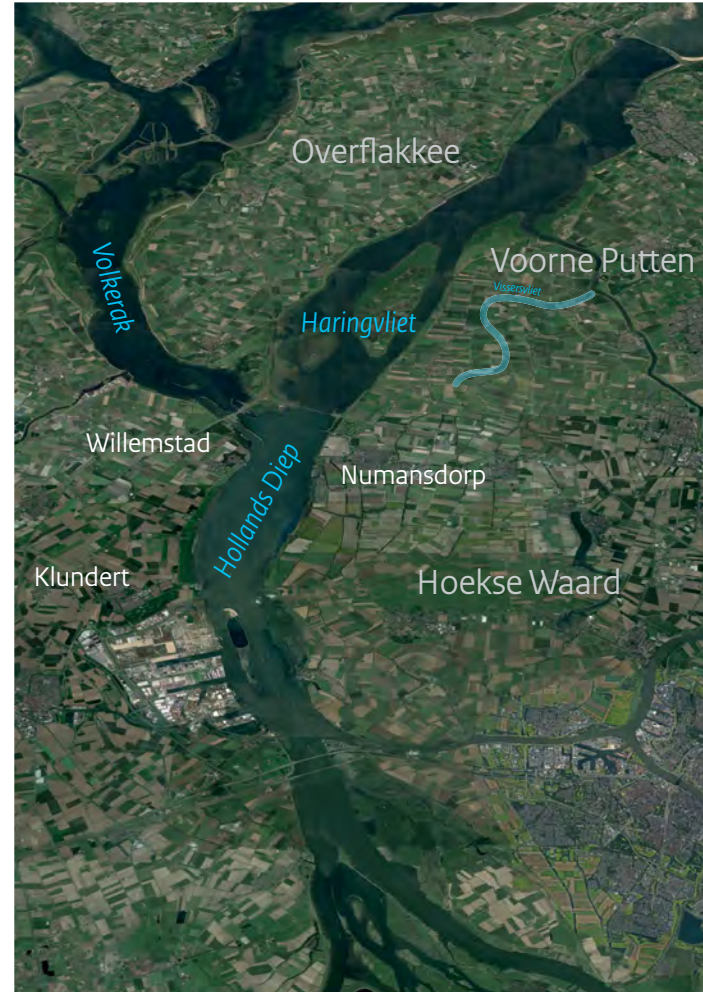 Overflakkee
Voorne Putten
Vissersvliet
Volkerak
Haringvliet
Willemstad
Hollands Diep
Numansdorp
Klundert
Hoekse Waard